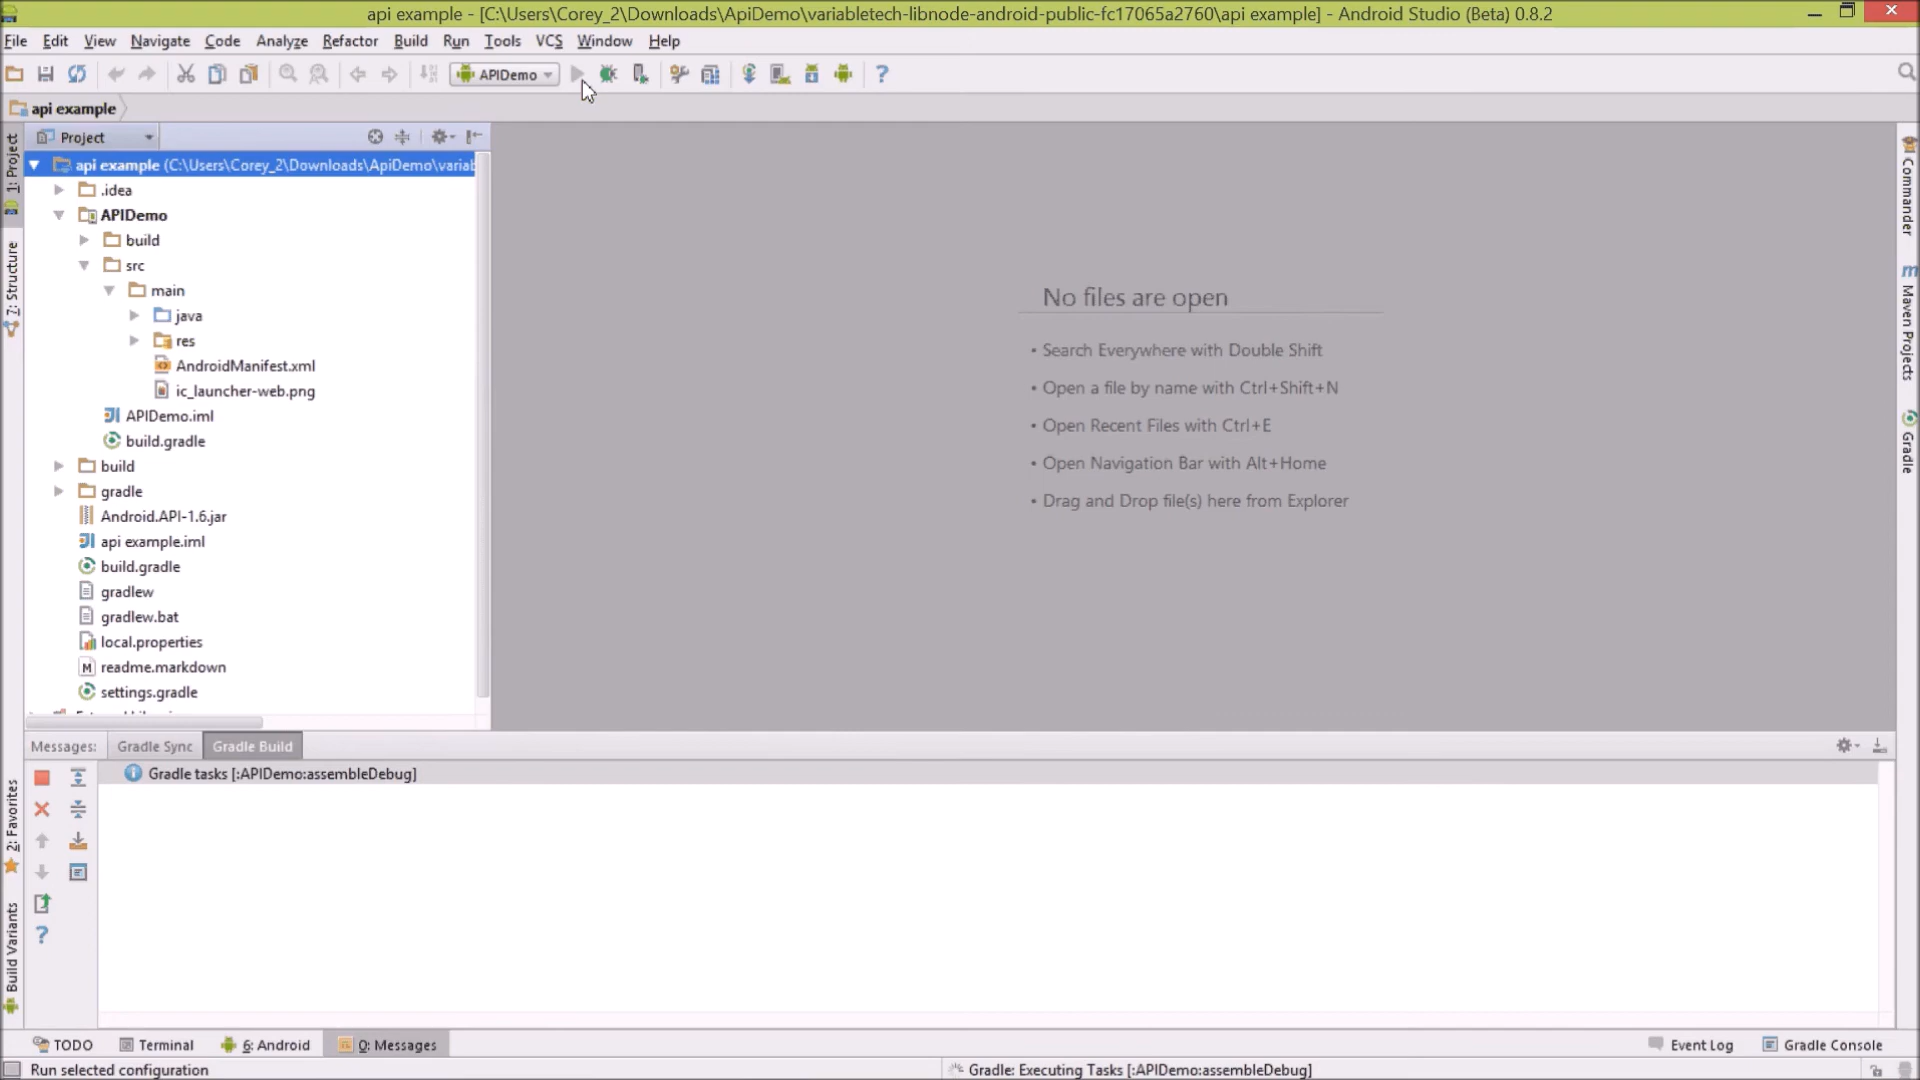 api example - [C:\Users\Corey_2\Downloads\ApiDemo\variabletech-libnode-android-public-fc17065a2760\api example] - Android Studio (Beta) 0.8.2
File Edit View Navigate Code Analyze Refactor Build Run Tools VCS Window Help
APIDemo
api example
Project
1: Project
api example (C:\Users\Corey_2\Downloads\ApiDemo\variab
.idea
APIDemo
build
src
main
java
res
AndroidManifest.xml
ic_launcher-web.png
APIDemo.iml
build.gradle
build
gradle
Android.API-1.6.jar
api example.iml
build.gradle
gradlew
gradlew.bat
local.properties
readme.markdown
settings.gradle
7: Structure
No files are open
• Search Everywhere with Double Shift
• Open a file by name with Ctrl+Shift+N
• Open Recent Files with Ctrl+E
• Open Navigation Bar with Alt+Home
• Drag and Drop file(s) here from Explorer
Commander
Maven Projects
Gradle
Messages: Gradle Sync Gradle Build
Gradle tasks [:APIDemo:assembleDebug]
2: Favorites
Build Variants
TODO Terminal 6: Android 0: Messages Event Log Gradle Console
Run selected configuration Gradle: Executing Tasks [:APIDemo:assembleDebug]